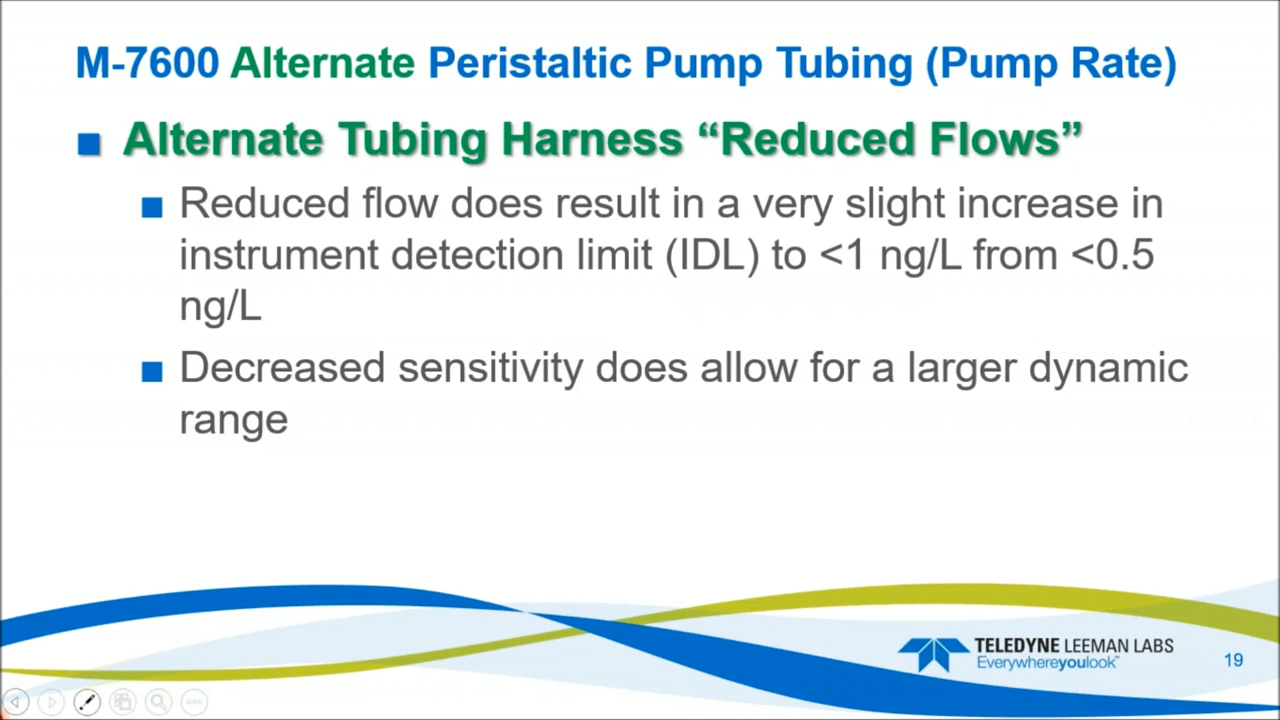 M-7600 Alternate Peristaltic Pump Tubing (Pump Rate)
■ Alternate Tubing Harness “Reduced Flows”
■ Reduced flow does result in a very slight increase in
instrument detection limit (IDL) to <1 ng/L from <0.5
ng/L
■ Decreased sensitivity does allow for a larger dynamic
range
TELEDYNE LEEMAN LABS
Everywhereyoulook™
19